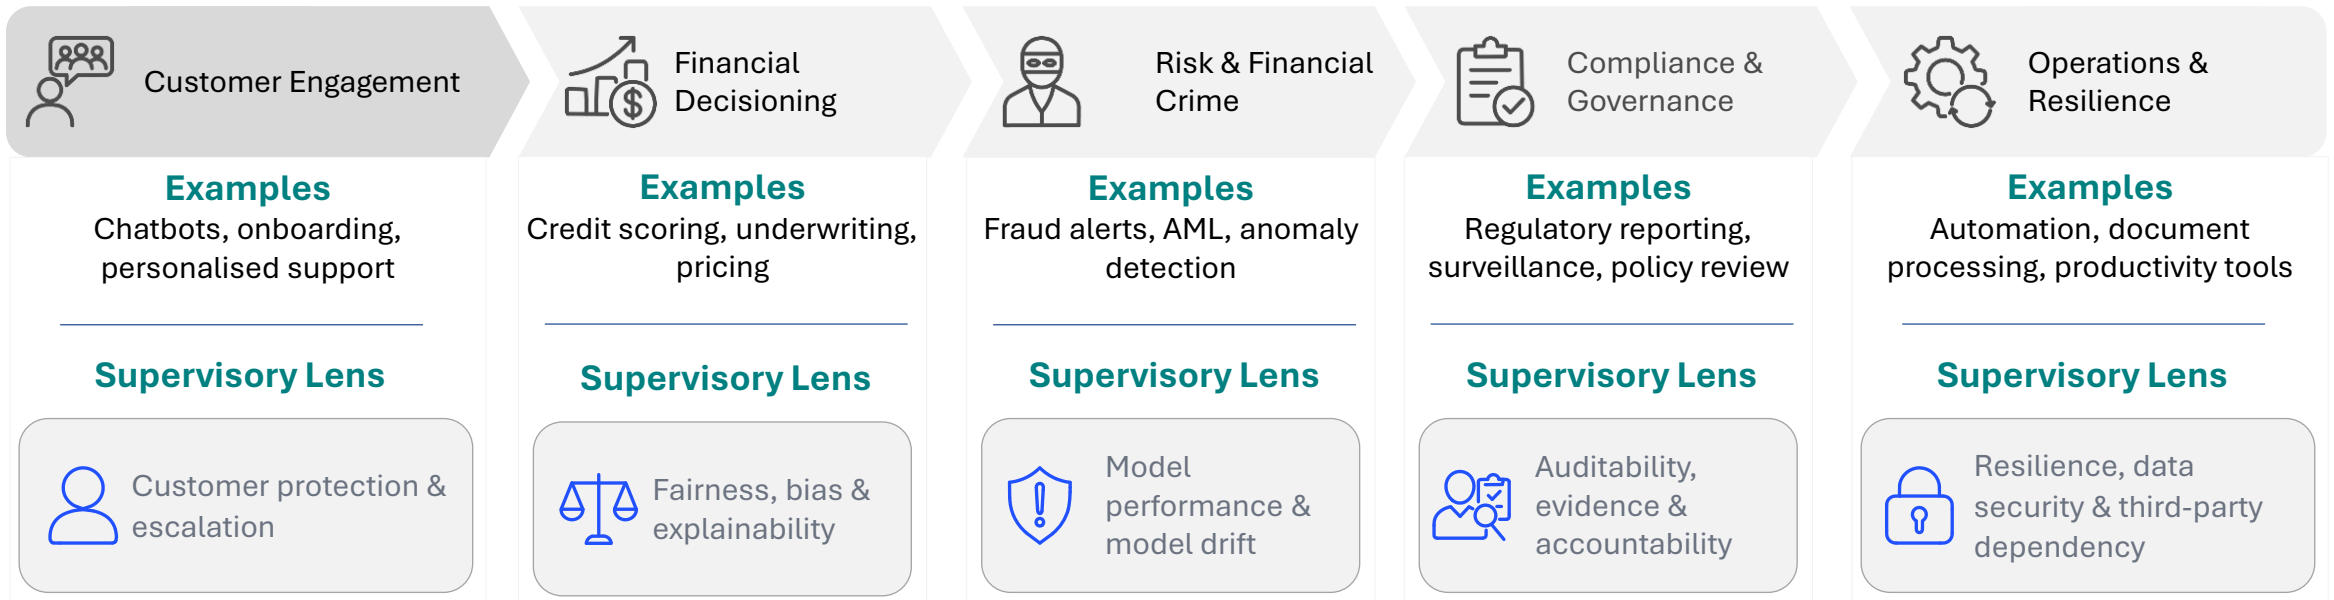 Customer Engagement
Financial
Decisioning
Risk & Financial
Crime
Compliance &
Governance
Operations &
Resilience
Examples
Chatbots, onboarding,
personalised support
Examples
Credit scoring, underwriting,
pricing
Examples
Fraud alerts, AML, anomaly
detection
Examples
Regulatory reporting,
surveillance, policy review
Examples
Automation, document
processing, productivity tools
Supervisory Lens
Customer protection &
escalation
Supervisory Lens
Fairness, bias &
explainability
Supervisory Lens
Model
performance &
model drift
Supervisory Lens
Auditability,
evidence &
accountability
Supervisory Lens
Resilience, data
security & third-party
dependency